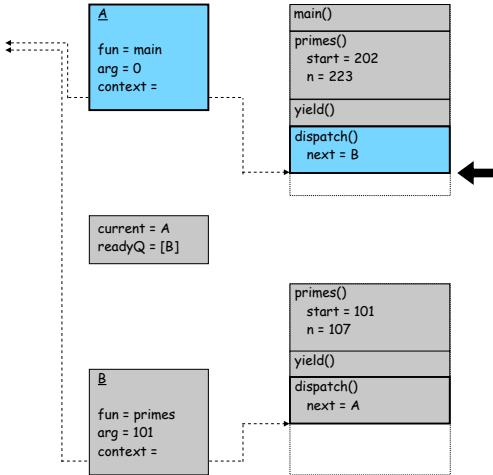 A
fun = main
arg = 0
context =
main()
primes()
start = 202
n = 223
yield()
dispatch()
next = B
current = A
readyQ = [B]
primes()
start = 101
n = 107
yield()
dispatch()
next = A
B
fun = primes
arg = 101
context =